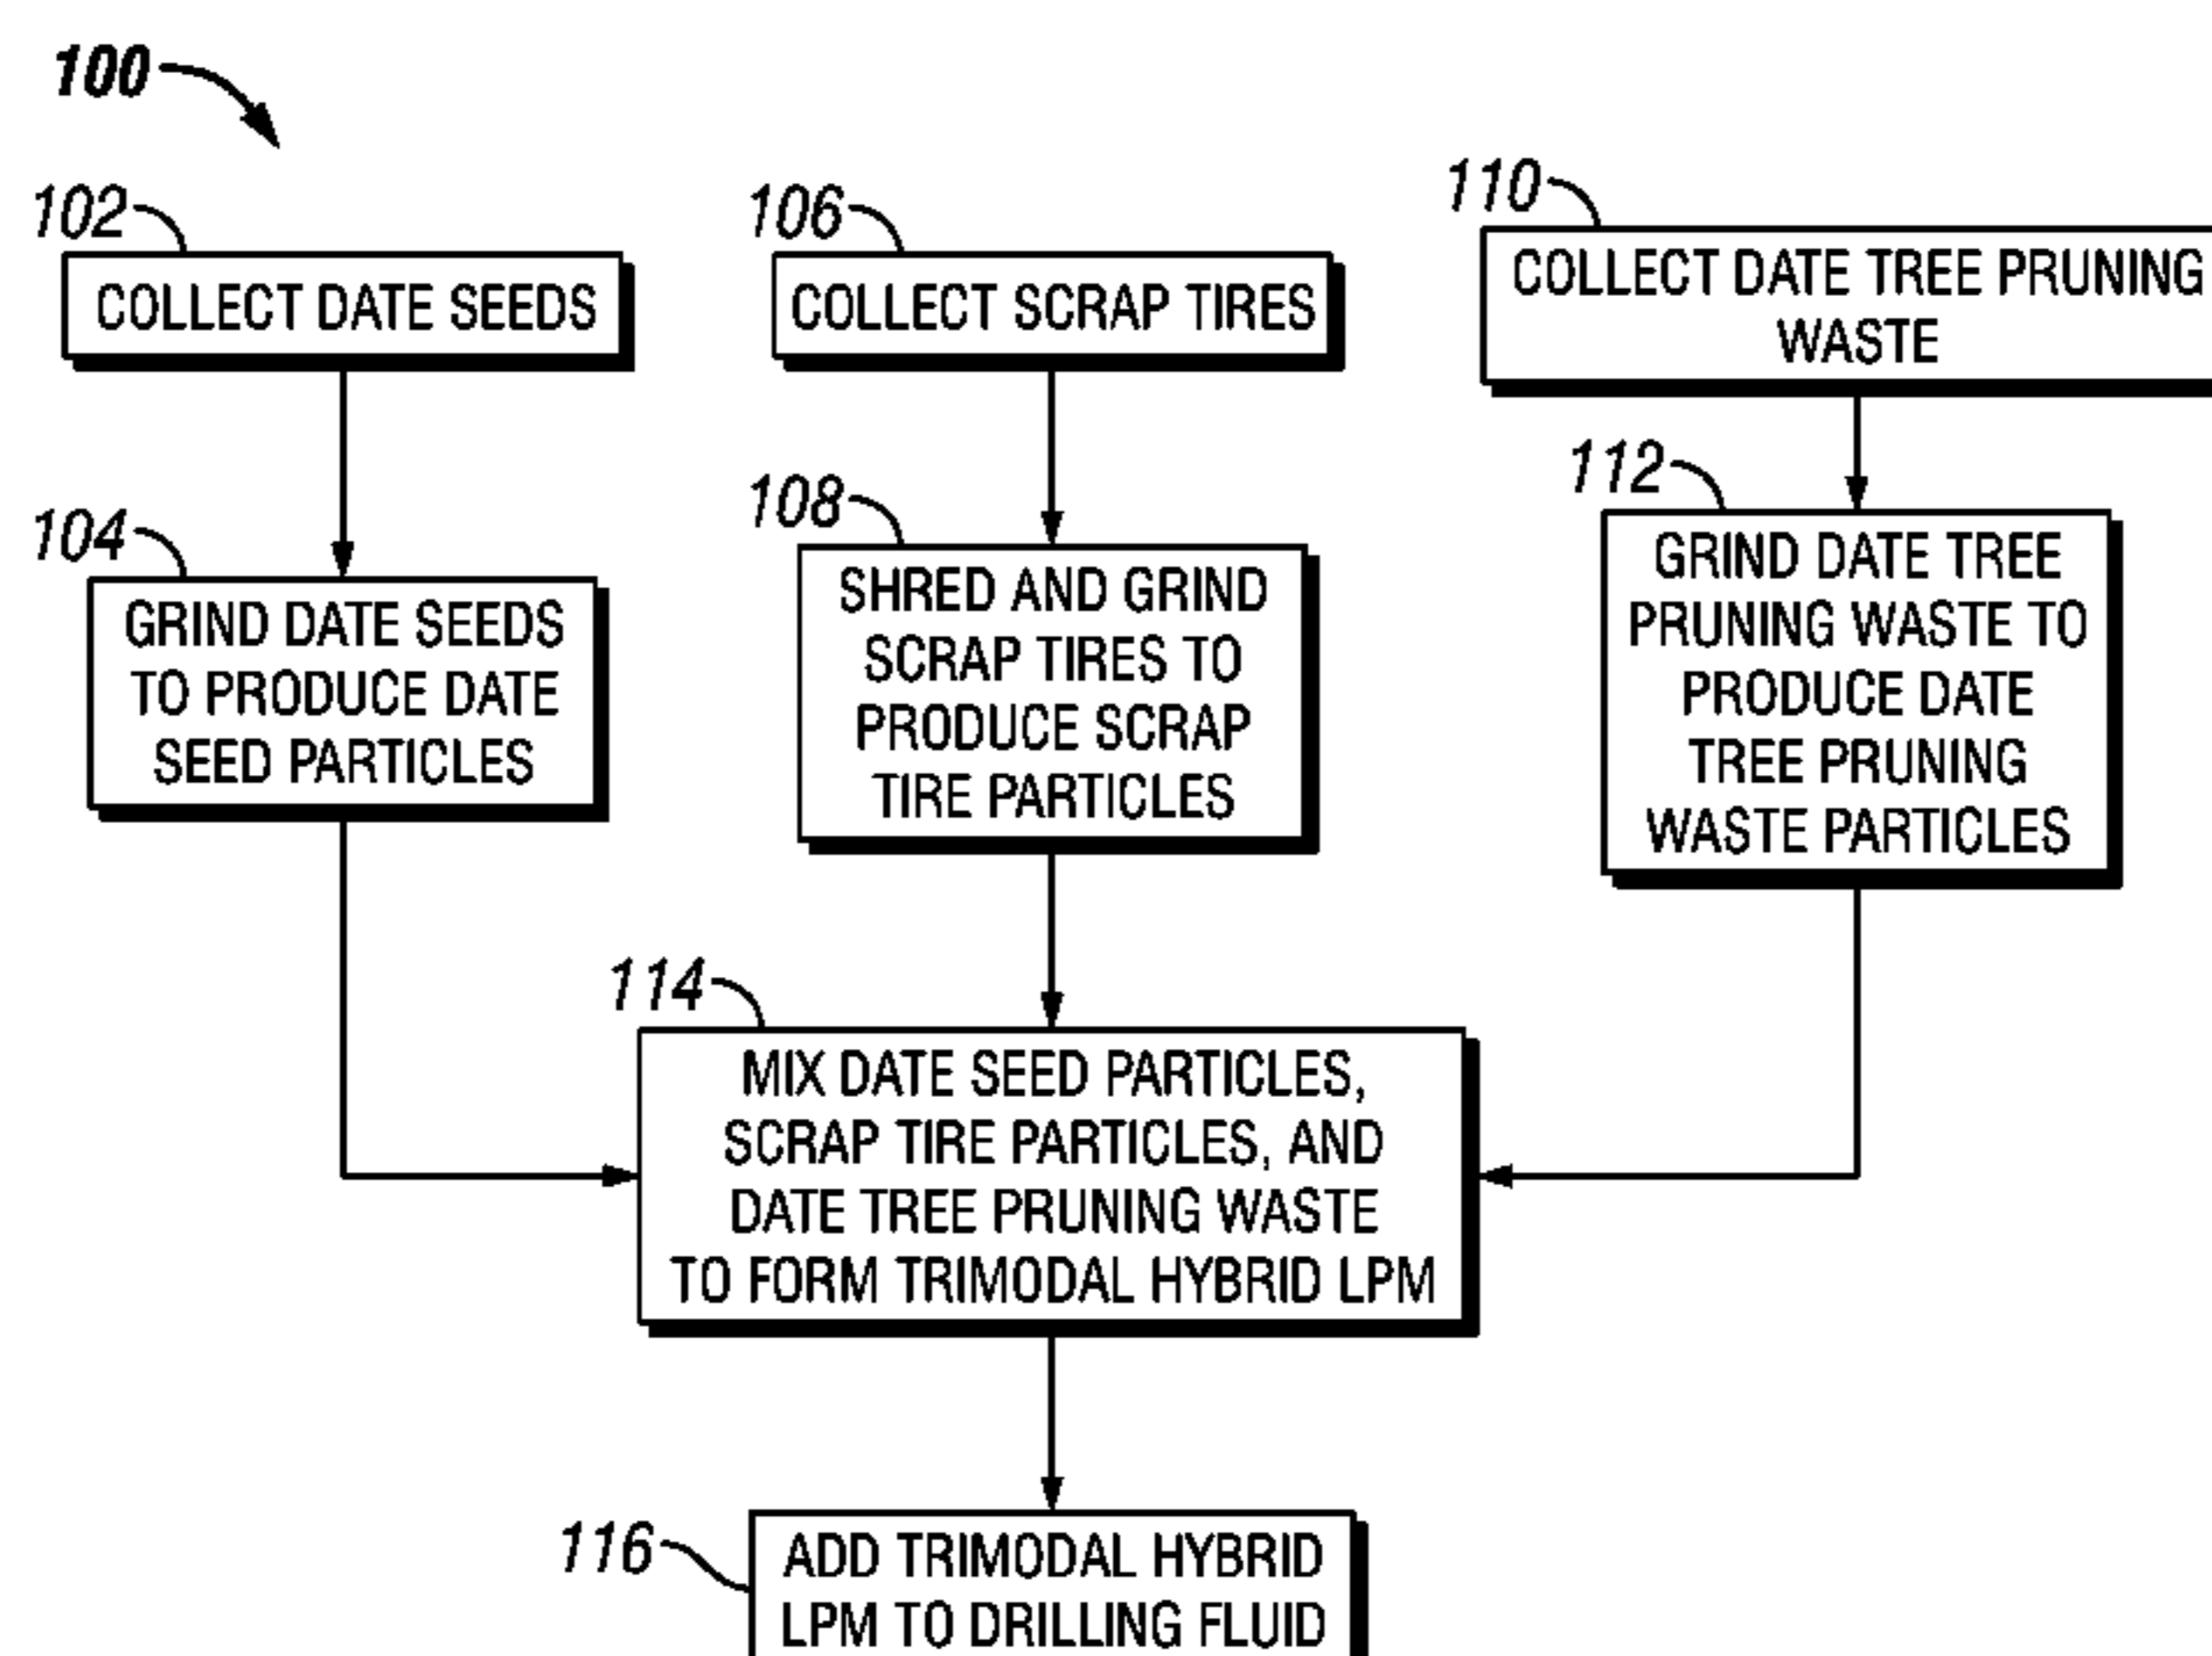 100
102
COLLECT DATE SEEDS
106
COLLECT SCRAP TIRES
110
COLLECT DATE TREE PRUNING
WASTE
104
GRIND DATE SEEDS
TO PRODUCE DATE
SEED PARTICLES
108
SHRED AND GRIND
SCRAP TIRES TO
PRODUCE SCRAP
TIRE PARTICLES
112
GRIND DATE TREE
PRUNING WASTE TO
PRODUCE DATE
TREE PRUNING
WASTE PARTICLES
114
MIX DATE SEED PARTICLES,
SCRAP TIRE PARTICLES, AND
DATE TREE PRUNING WASTE
TO FORM TRIMODAL HYBRID LPM
116
ADD TRIMODAL HYBRID
LPM TO DRILLING FLUID